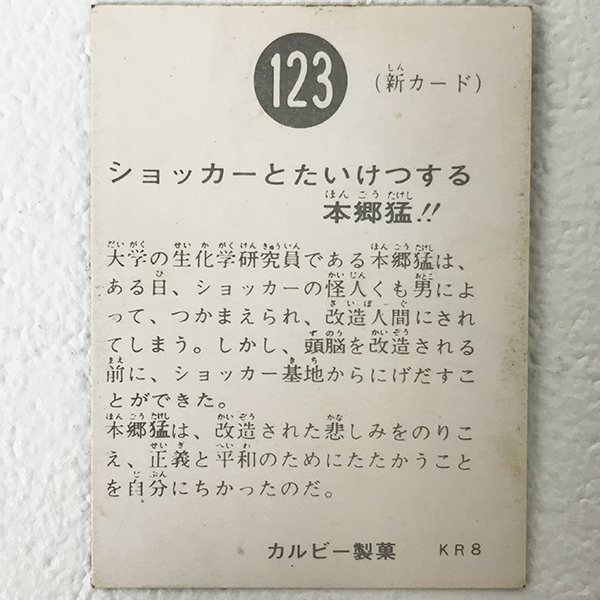 123 (新カード)
ショッカーとたいけつする
本郷猛!!
大学の生化学研究員である本郷猛は、
ある日、ショッカーの怪人くも男によ
って、つかまえられ、改造人間にされ
てしまう。しかし、頭脳を改造される
前に、ショッカー基地からにげだすこ
とができた。
本郷猛は、改造された悲しみをのりこ
え、正義と平和のためにたたかうこと
を自分にちかったのだ。
カルビー製菓 KR8